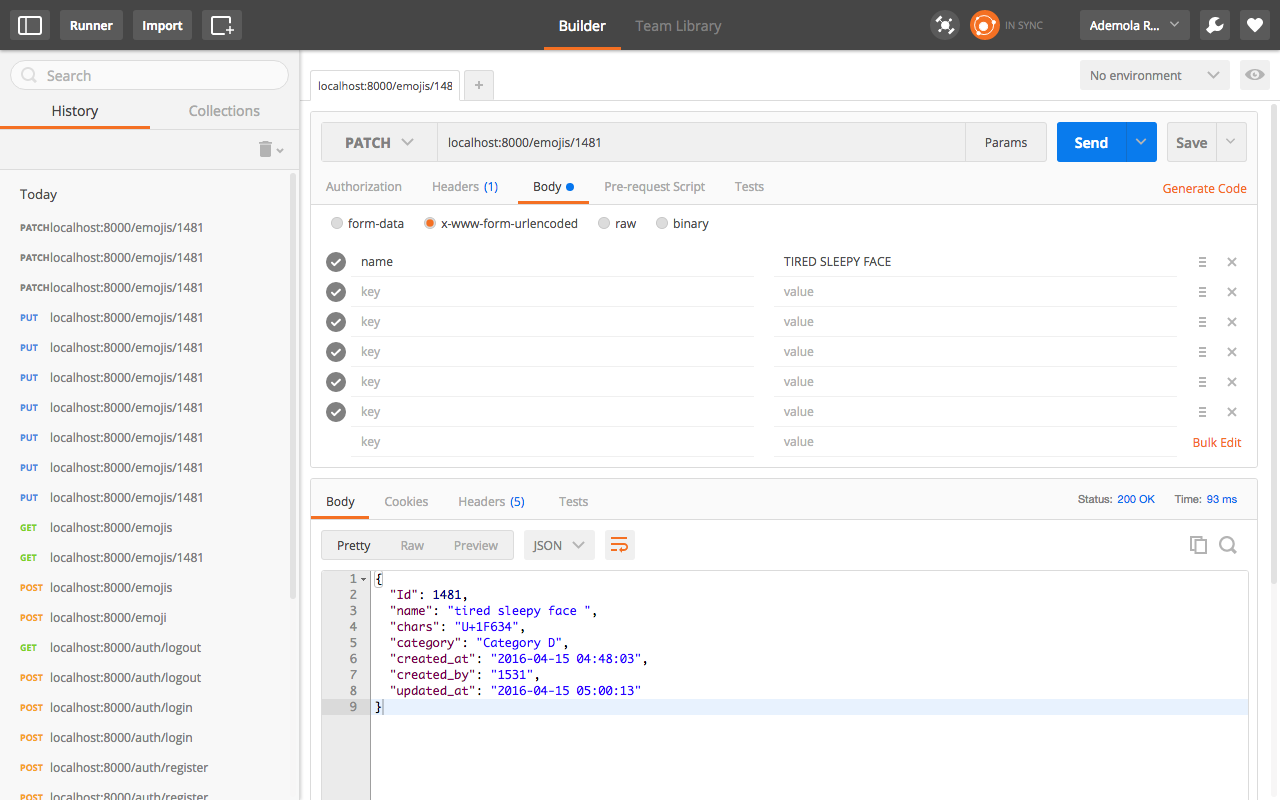 Runner Import Builder Team Library IN SYNC Ademola R...
Search
History Collections
Today
PATCH localhost:8000/emojis/1481
PATCH localhost:8000/emojis/1481
PATCH localhost:8000/emojis/1481
PUT localhost:8000/emojis/1481
PUT localhost:8000/emojis/1481
PUT localhost:8000/emojis/1481
PUT localhost:8000/emojis/1481
PUT localhost:8000/emojis/1481
PUT localhost:8000/emojis/1481
PUT localhost:8000/emojis/1481
GET localhost:8000/emojis
GET localhost:8000/emojis/1481
POST localhost:8000/emojis
POST localhost:8000/emoji
GET localhost:8000/auth/logout
POST localhost:8000/auth/logout
POST localhost:8000/auth/login
POST localhost:8000/auth/login
POST localhost:8000/auth/register
POST localhost:8000/auth/register
localhost:8000/emojis/148 + No environment
PATCH localhost:8000/emojis/1481 Params Send Save
Authorization Headers (1) Body Pre-request Script Tests Generate Code
form-data x-www-form-urlencoded raw binary
name TIRED SLEEPY FACE
key value
key value
key value
key value
key value
key value Bulk Edit
Body Cookies Headers (5) Tests Status: 200 OK Time: 93 ms
Pretty Raw Preview JSON
1 {
2 "Id": 1481,
3 "name": "tired sleepy face ",
4 "chars": "U+1F634",
5 "category": "Category D",
6 "created_at": "2016-04-15 04:48:03",
7 "created_by": "1531",
8 "updated_at": "2016-04-15 05:00:13"
9 }